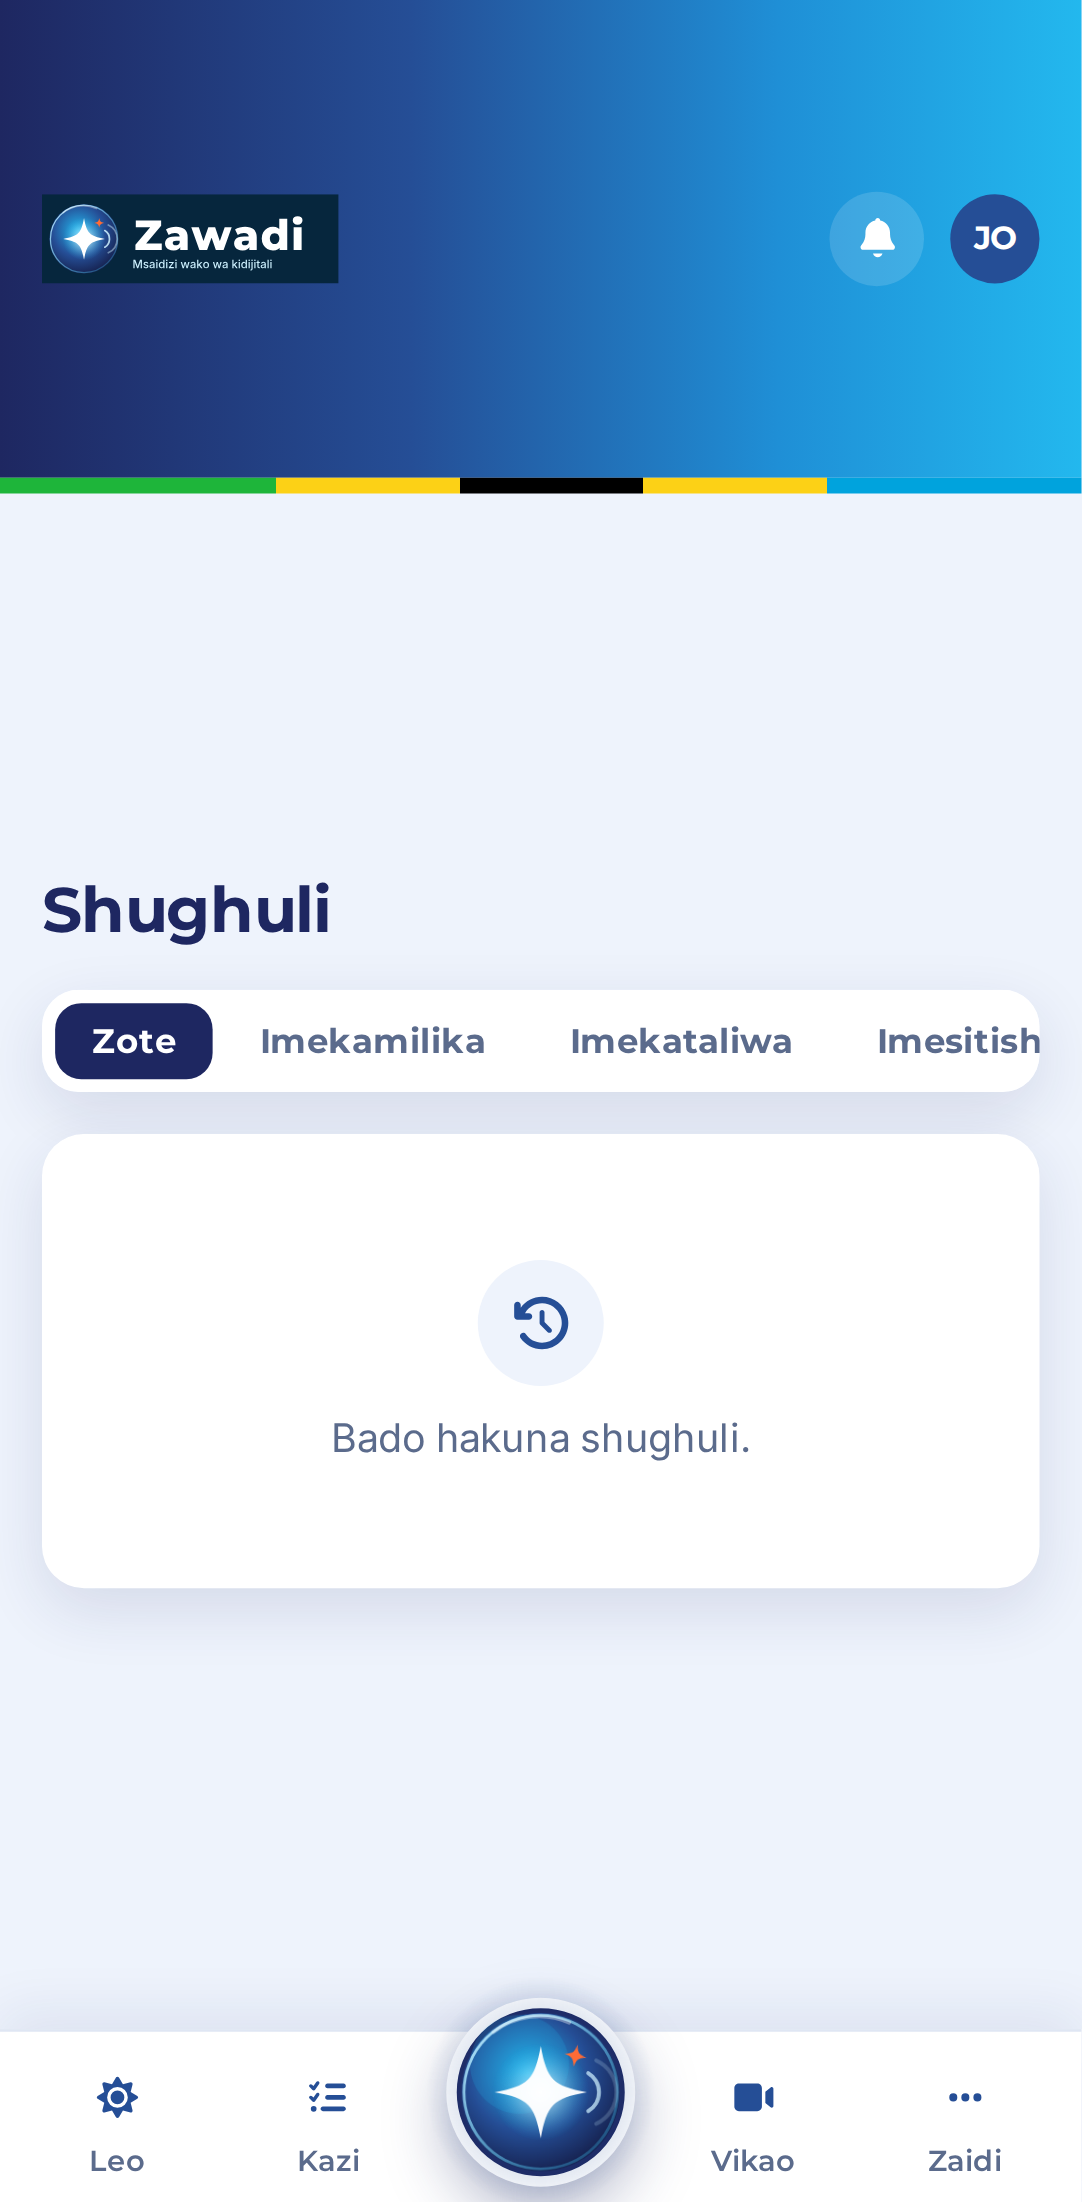 Zawadi
Msaidizi wako wa kidijitali
JO
Shughuli
Zote
Imekamilika
Imekataliwa
Imesitish
Bado hakuna shughuli.
Leo
Kazi
Vikao
Zaidi